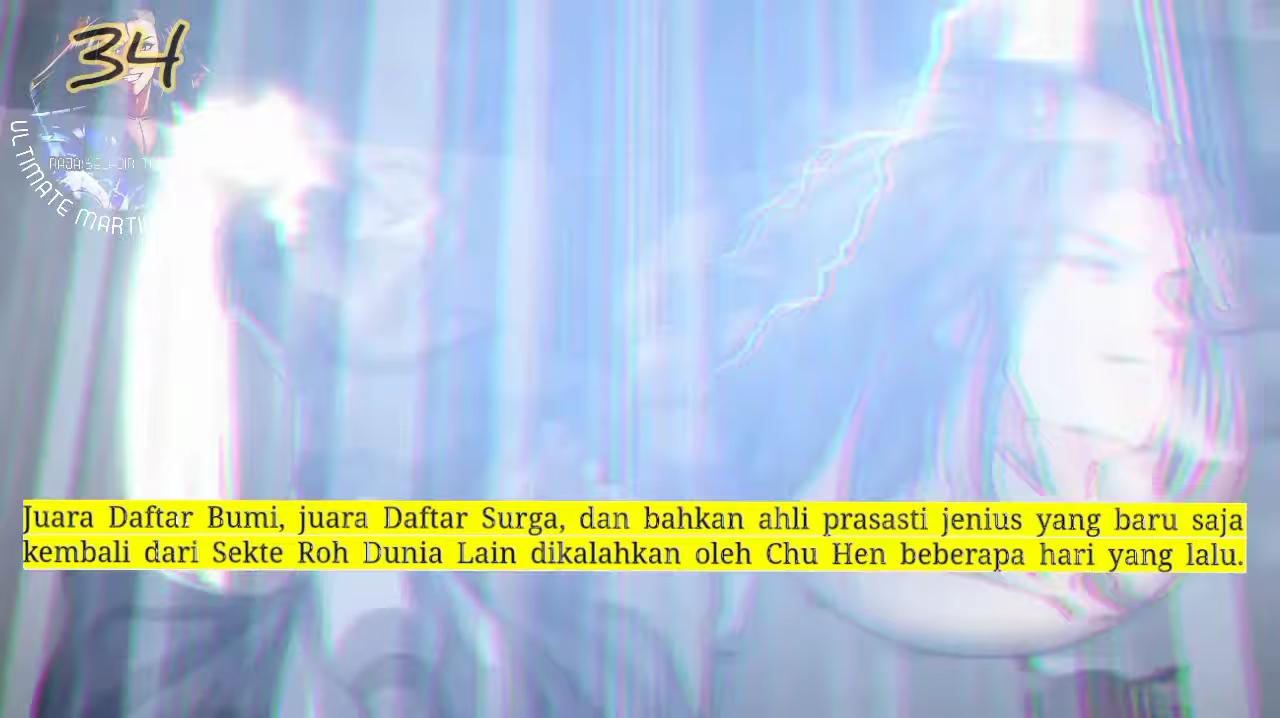 34
ULTIMATE
Juara Daftar Bumi, juara Daftar Surga, dan bahkan ahli prasasti jenius yang baru saja
kembali dari Sekte Roh Dunia Lain dikalahkan oleh Chu Hen beberapa hari yang lalu.